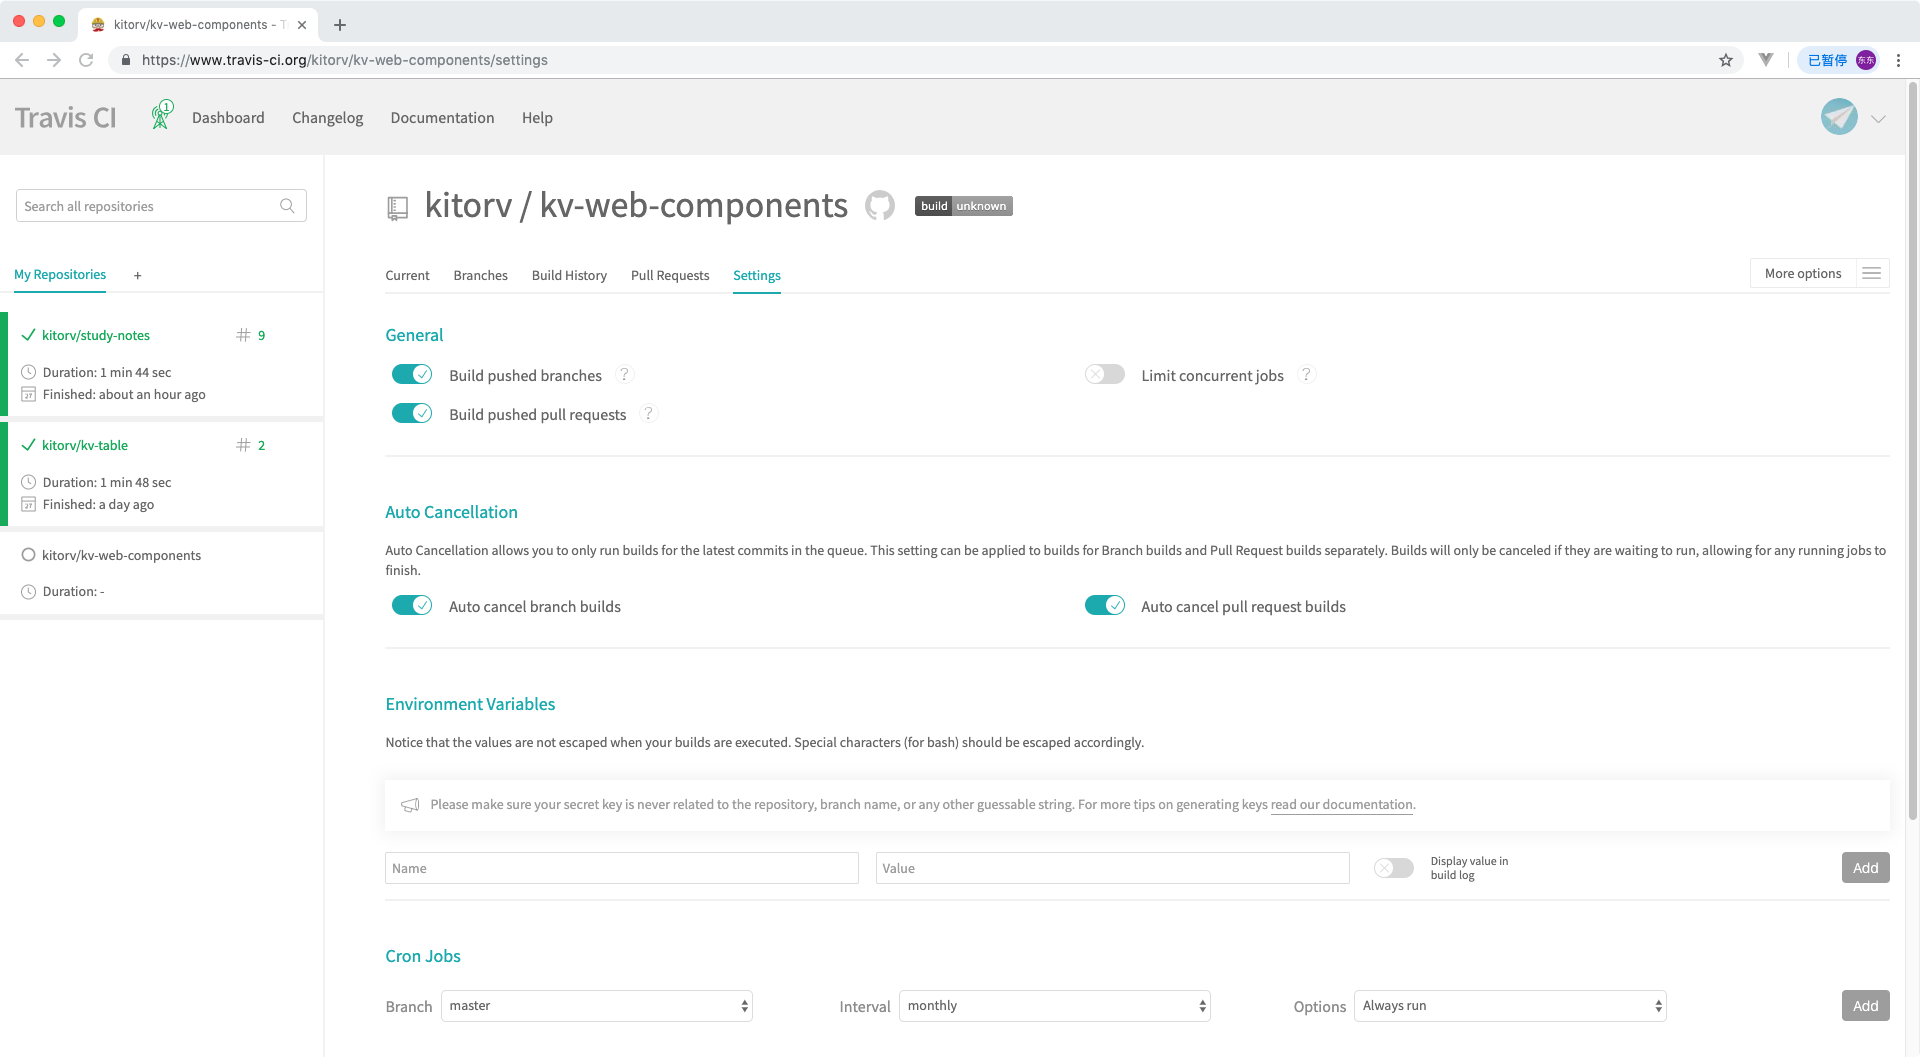 kitorv/kv-web-components - T
https://www.travis-ci.org/kitorv/kv-web-components/settings
已暂停
东东
Travis CI
1
Dashboard
Changelog
Documentation
Help
Search all repositories
My Repositories
+
kitorv/study-notes
# 9
Duration: 1 min 44 sec
27
Finished: about an hour ago
kitorv/kv-table
# 2
Duration: 1 min 48 sec
27
Finished: a day ago
kitorv/kv-web-components
Duration: -
kitorv / kv-web-components
build unknown
Current
Branches
Build History
Pull Requests
Settings
More options
General
Build pushed branches ?
Limit concurrent jobs ?
Build pushed pull requests ?
Auto Cancellation
Auto Cancellation allows you to only run builds for the latest commits in the queue. This setting can be applied to builds for Branch builds and Pull Request builds separately. Builds will only be canceled if they are waiting to run, allowing for any running jobs to
finish.
Auto cancel branch builds
Auto cancel pull request builds
Environment Variables
Notice that the values are not escaped when your builds are executed. Special characters (for bash) should be escaped accordingly.
Please make sure your secret key is never related to the repository, branch name, or any other guessable string. For more tips on generating keys read our documentation.
Name
Value
Display value in
build log
Add
Cron Jobs
Branch
master
Interval
monthly
Options
Always run
Add